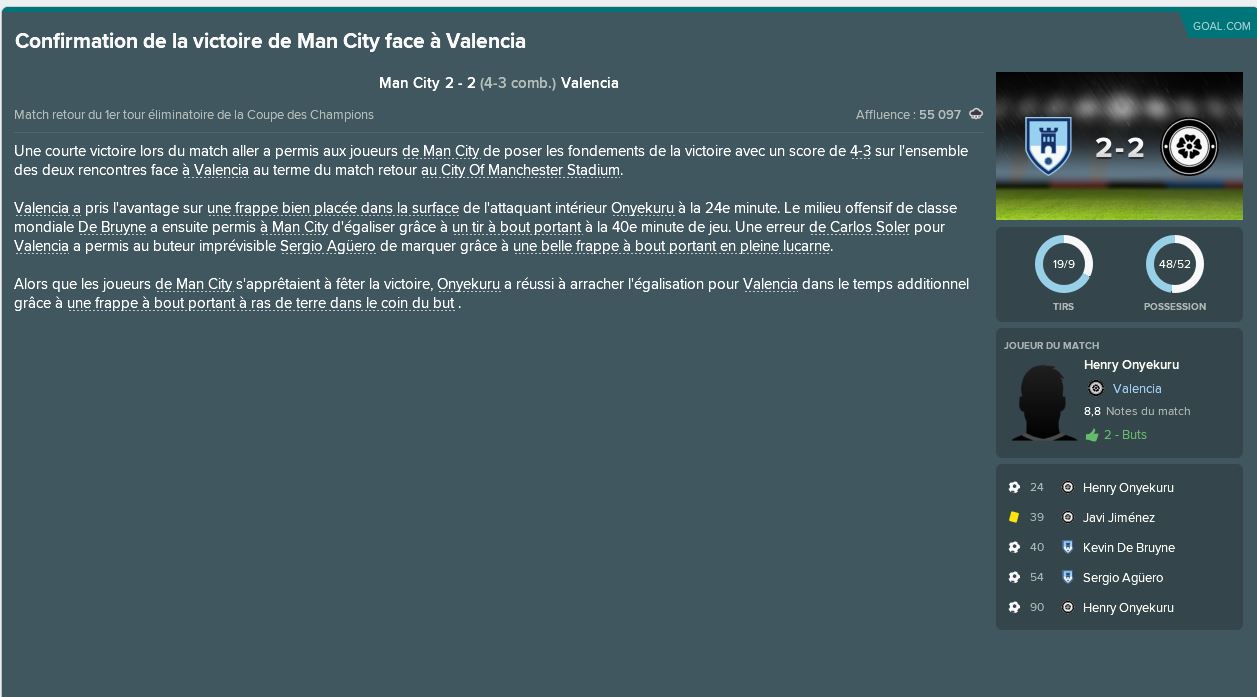 GOAL.COM
Confirmation de la victoire de Man City face à Valencia
Man City 2 - 2 (4-3 comb.) Valencia
Match retour du 1er tour éliminatoire de la Coupe des Champions
Affluence : 55 097
Une courte victoire lors du match aller a permis aux joueurs de Man City de poser les fondements de la victoire avec un score de 4-3 sur l'ensemble
des deux rencontres face à Valencia au terme du match retour au City Of Manchester Stadium.
Valencia a pris l'avantage sur une frappe bien placée dans la surface de l'attaquant intérieur Onyekuru à la 24e minute. Le milieu offensif de classe
mondiale De Bruyne a ensuite permis à Man City d'égaliser grâce à un tir à bout portant à la 40e minute de jeu. Une erreur de Carlos Soler pour
Valencia a permis au buteur imprévisible Sergio Agüero de marquer grâce à une belle frappe à bout portant en pleine lucarne.
Alors que les joueurs de Man City s'apprêtaient à fêter la victoire, Onyekuru a réussi à arracher l'égalisation pour Valencia dans le temps additionnel
grâce à une frappe à bout portant à ras de terre dans le coin du but .
2-2
19/9
48/52
TIRS
POSSESSION
JOUEUR DU MATCH
Henry Onyekuru
Valencia
8,8 Notes du match
2 - Buts
24 Henry Onyekuru
39 Javi Jiménez
40 Kevin De Bruyne
54 Sergio Agüero
90 Henry Onyekuru